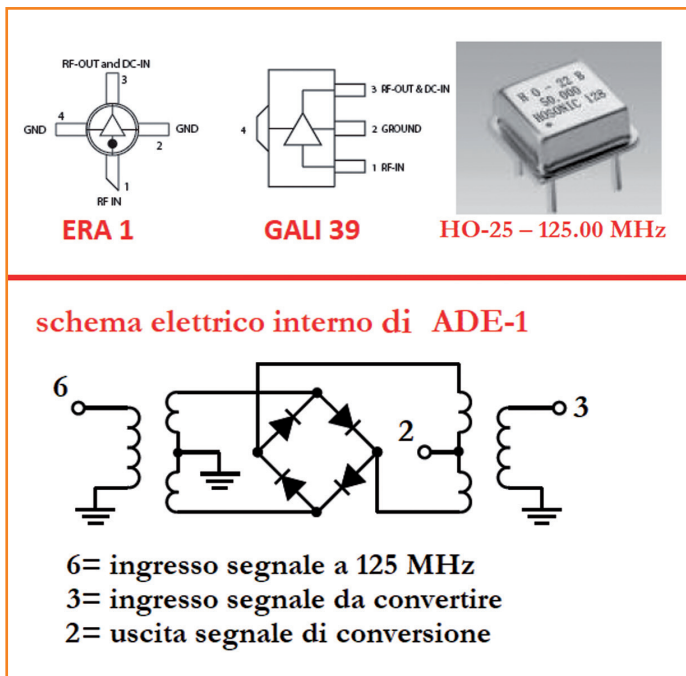 RF-OUT and DC-IN
3
4
GND
GND
2
1
RF IN
ERA 1
3 RF-OUT & DC-IN
4
2 GROUND
1 RF-IN
GALI 39
HO-22 B
50.000
HOSONIC 128
HO-25 – 125.00 MHz
schema elettrico interno di ADE-1
6
2
3
6= ingresso segnale a 125 MHz
3= ingresso segnale da convertire
2= uscita segnale di conversione